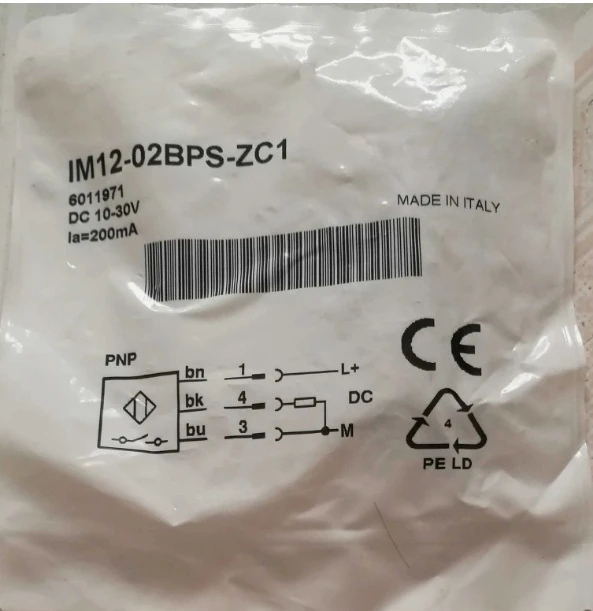 IM12-02BPS-ZC1
6011971
DC 10-30V
Ia=200mA
MADE IN ITALY
CE
PNP
bn 1 L+
bk 4 DC
bu 3 M
4
PE LD